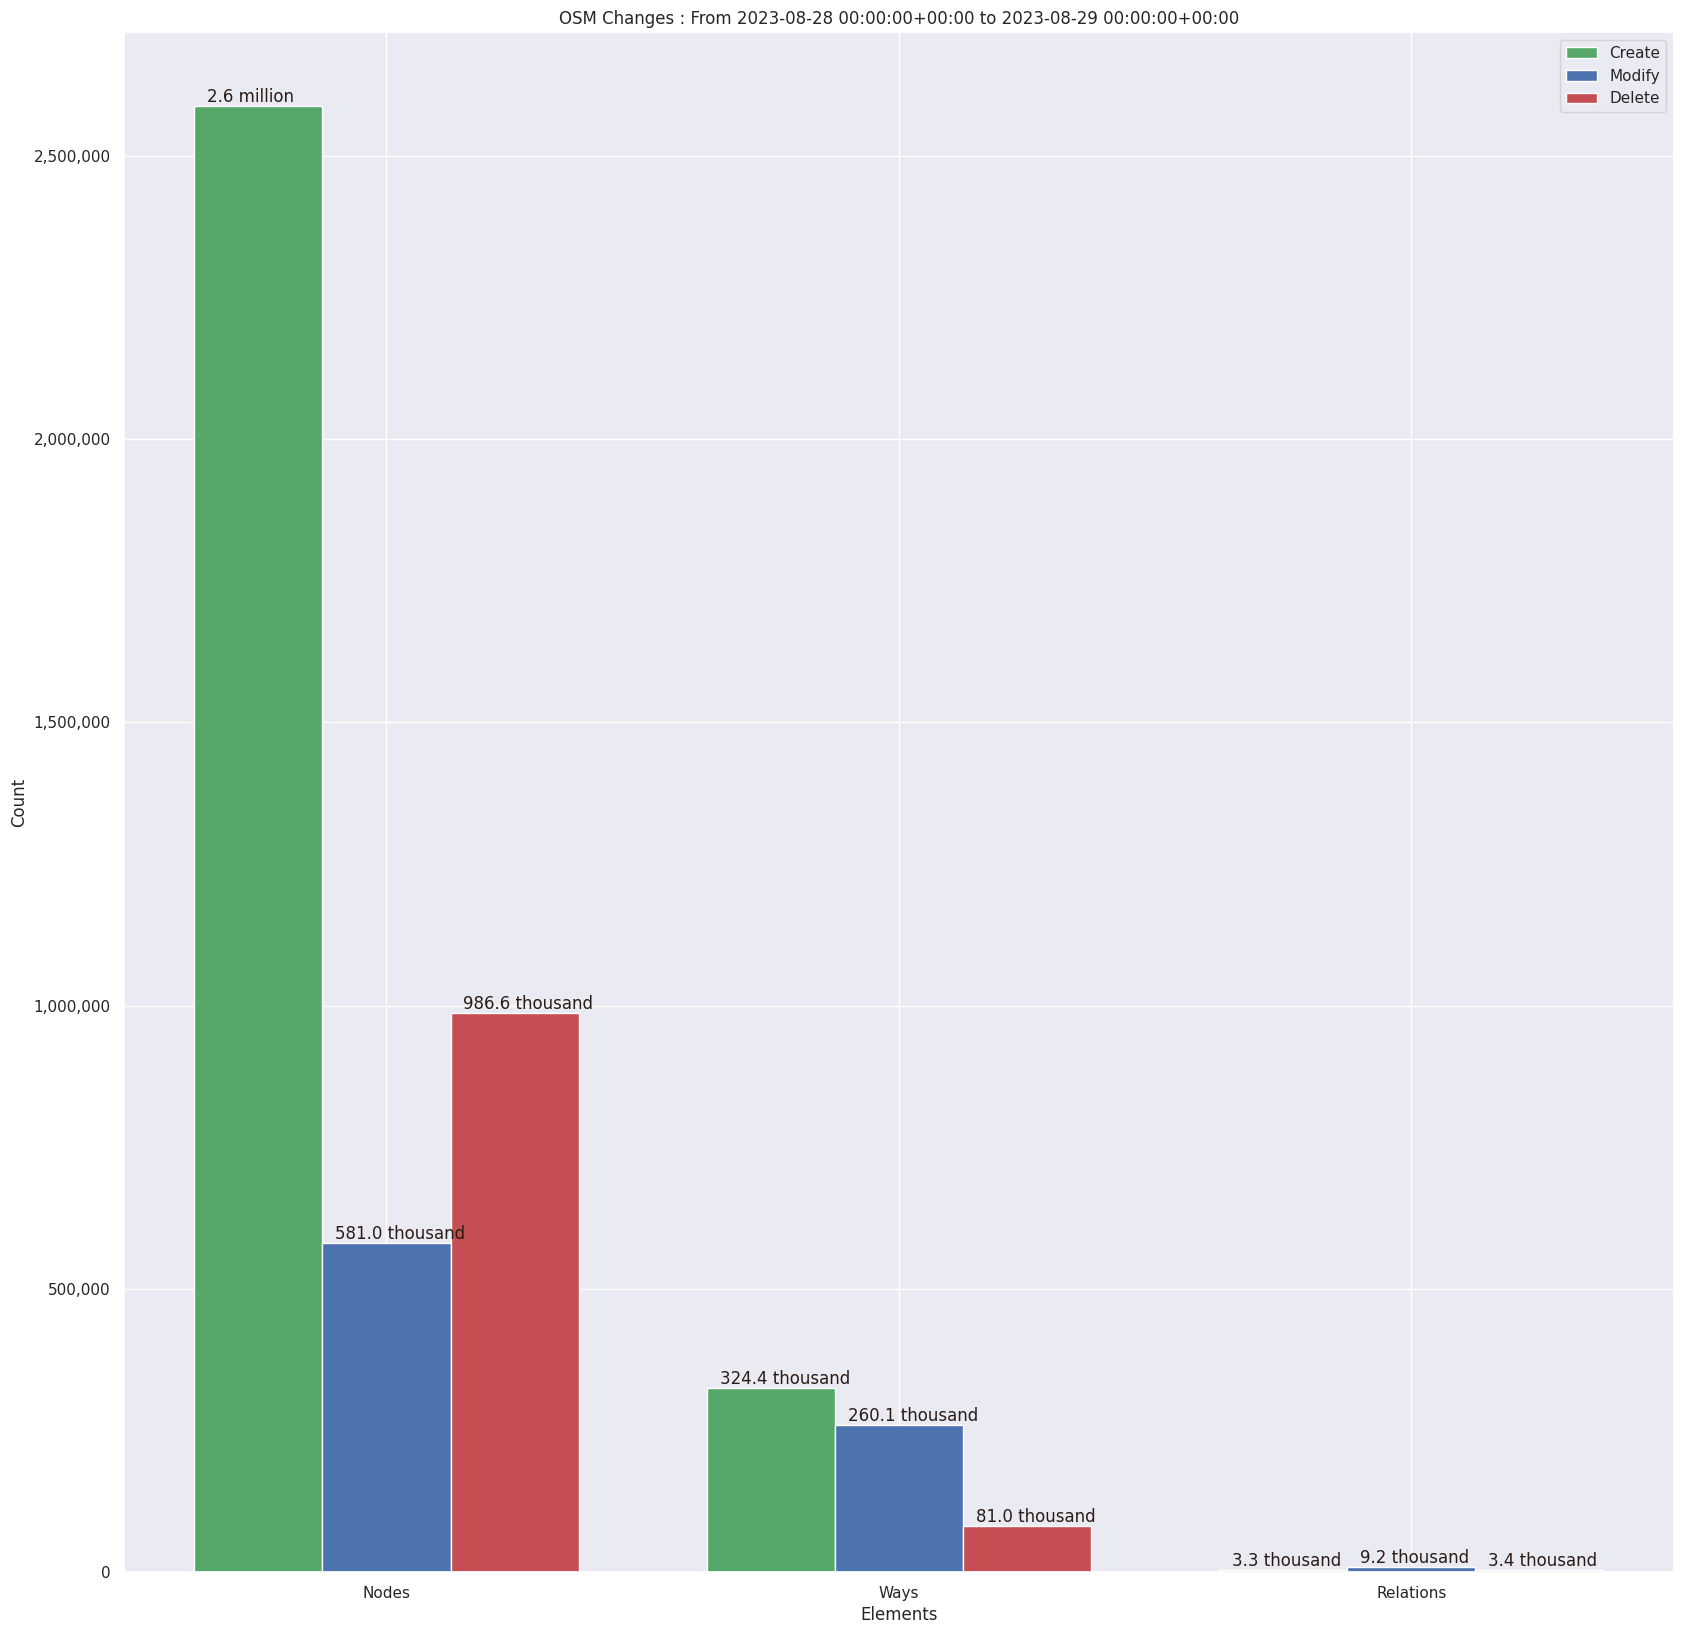 OSM Changes : From 2023-08-28 00:00:00+00:00 to 2023-08-29 00:00:00+00:00
Create
Modify
Delete
2.6 million
2,500,000
2,000,000
1,500,000
Count
986.6 thousand
1,000,000
581.0 thousand
500,000
324.4 thousand
260.1 thousand
81.0 thousand
3.3 thousand
9.2 thousand
3.4 thousand
0
Nodes
Ways
Relations
Elements